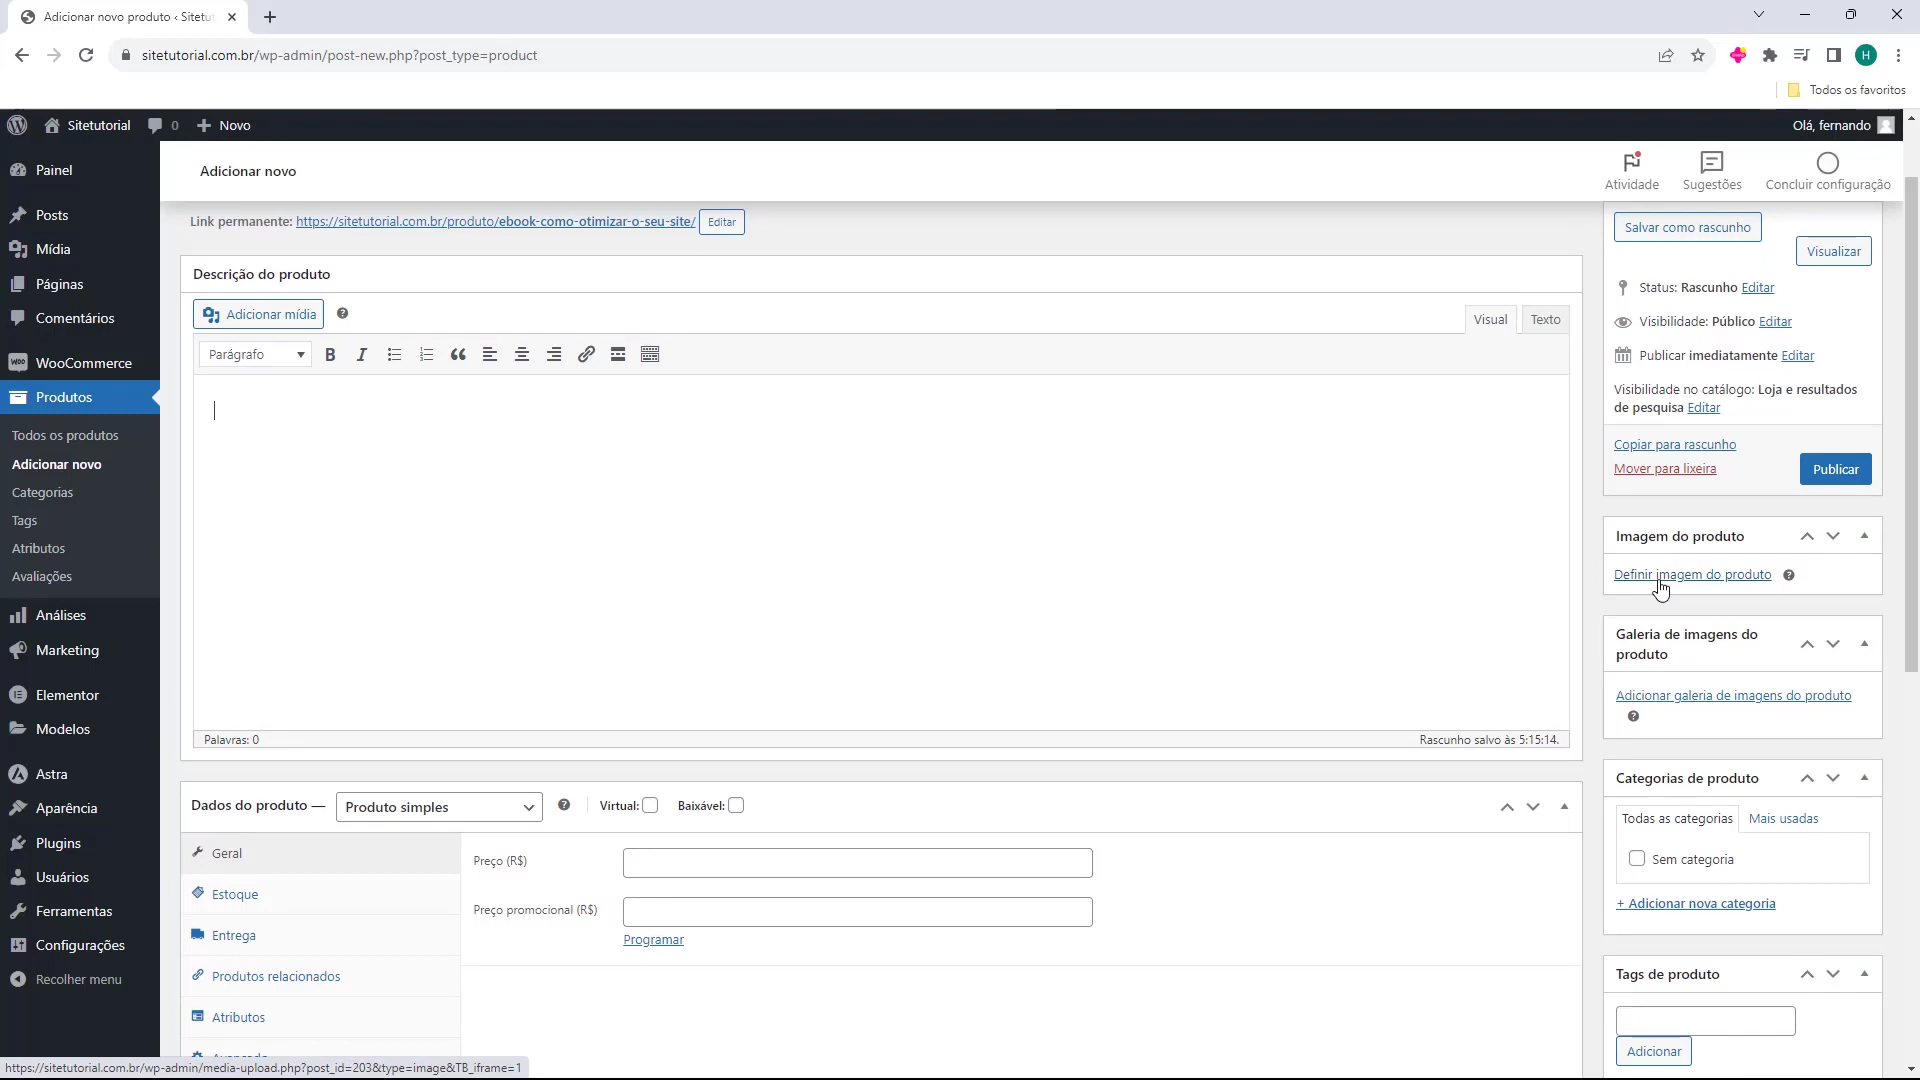 Adicionar novo produto ‹ Sitetu
sitetutorial.com.br/wp-admin/post-new.php?post_type=product
H
Todos os favoritos
Sitetutorial
0
Novo
Olá, fernando
Painel
Posts
Mídia
Páginas
Comentários
WooCommerce
Produtos
Todos os produtos
Adicionar novo
Categorias
Tags
Atributos
Avaliações
Análises
Marketing
Elementor
Modelos
Astra
Aparência
Plugins
Usuários
Ferramentas
Configurações
Recolher menu
Adicionar novo
Atividade
Sugestões
Concluir configuração
Link permanente: https://sitetutorial.com.br/produto/ebook-como-otimizar-o-seu-site/ Editar
Descrição do produto
Adicionar mídia
Visual
Texto
Parágrafo
Palavras: 0
Rascunho salvo às 5:15:14.
Dados do produto —
Produto simples
Virtual:
Baixável:
Geral
Estoque
Entrega
Produtos relacionados
Atributos
Preço (R$)
Preço promocional (R$)
Programar
Salvar como rascunho
Visualizar
Status: Rascunho Editar
Visibilidade: Público Editar
Publicar imediatamente Editar
Visibilidade no catálogo: Loja e resultados
de pesquisa Editar
Copiar para rascunho
Mover para lixeira
Publicar
Imagem do produto
Definir imagem do produto
Galeria de imagens do
produto
Adicionar galeria de imagens do produto
Categorias de produto
Todas as categorias
Mais usadas
Sem categoria
+ Adicionar nova categoria
Tags de produto
Adicionar
https://sitetutorial.com.br/wp-admin/media-upload.php?post_id=203&type=image&TB_iframe=1